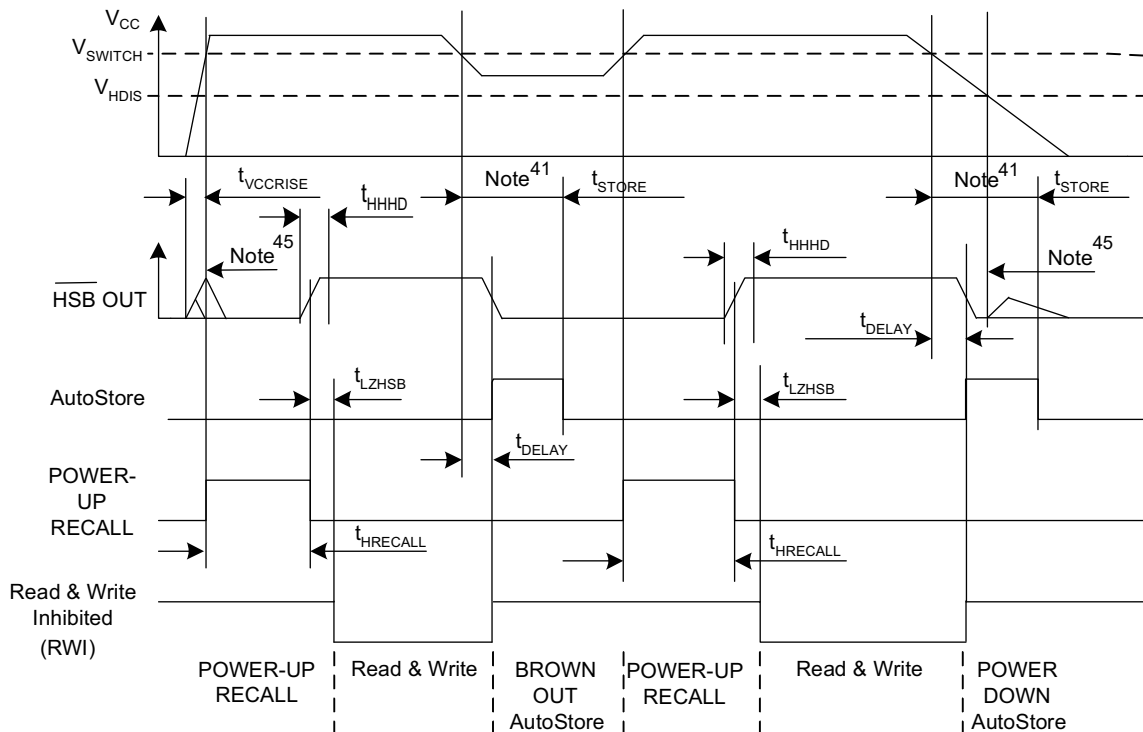 VCC
VSWITCH
VHDIS
tVCCRISE
Note41
tSTORE
Note41
tSTORE
tHHHD
Note45
tHHHD
Note45
HSB OUT
tDELAY
tLZHSB
tLZHSB
AutoStore
tDELAY
POWER-
UP
RECALL
tHRECALL
tHRECALL
Read & Write
Inhibited
(RWI)
POWER-UP
RECALL
Read & Write
BROWN
OUT
AutoStore
POWER-UP
RECALL
Read & Write
POWER
DOWN
AutoStore